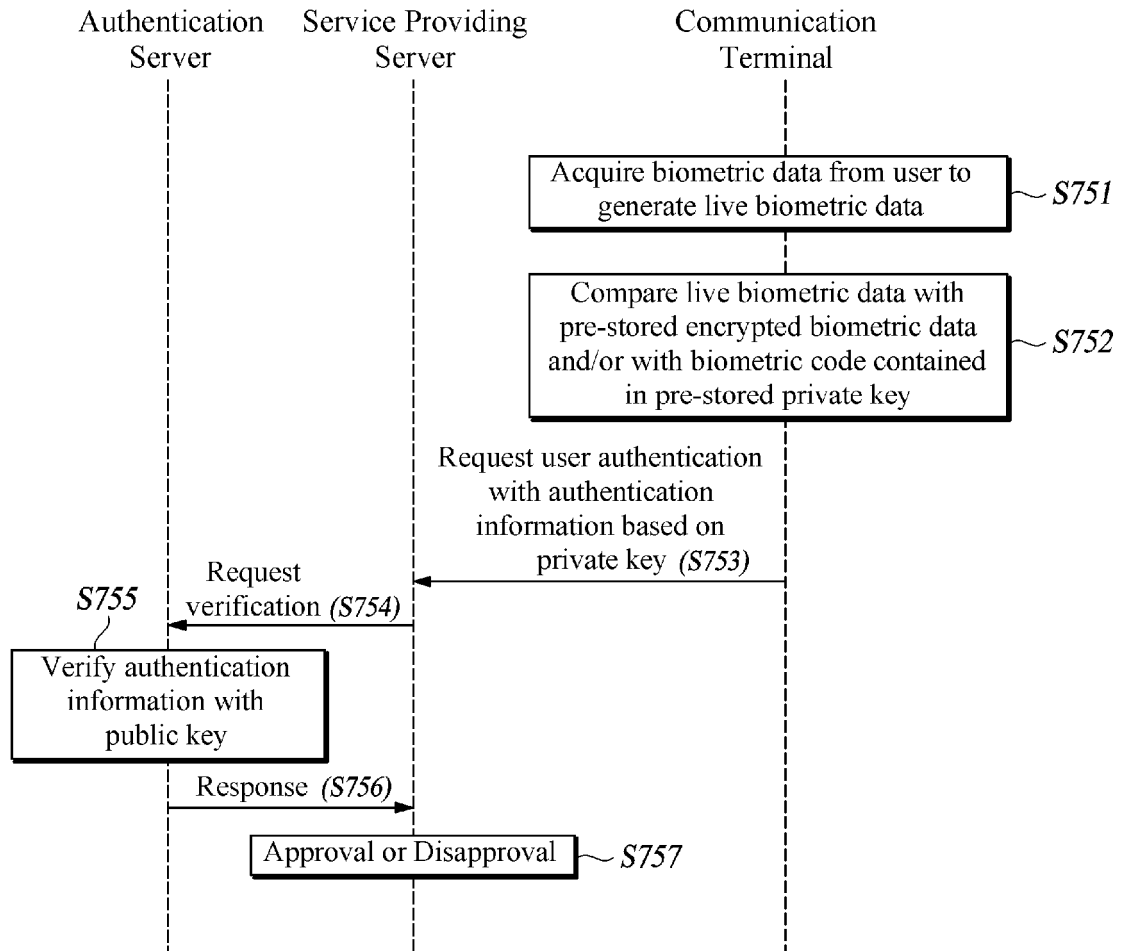 Authentication
Server
Service Providing
Server
Communication
Terminal
Acquire biometric data from user to
generate live biometric data
S751
Compare live biometric data with
pre-stored encrypted biometric data
and/or with biometric code contained
in pre-stored private key
S752
Request user authentication
with authentication
information based on
private key (S753)
Request
verification (S754)
S755
Verify authentication
information with
public key
Response (S756)
Approval or Disapproval
S757